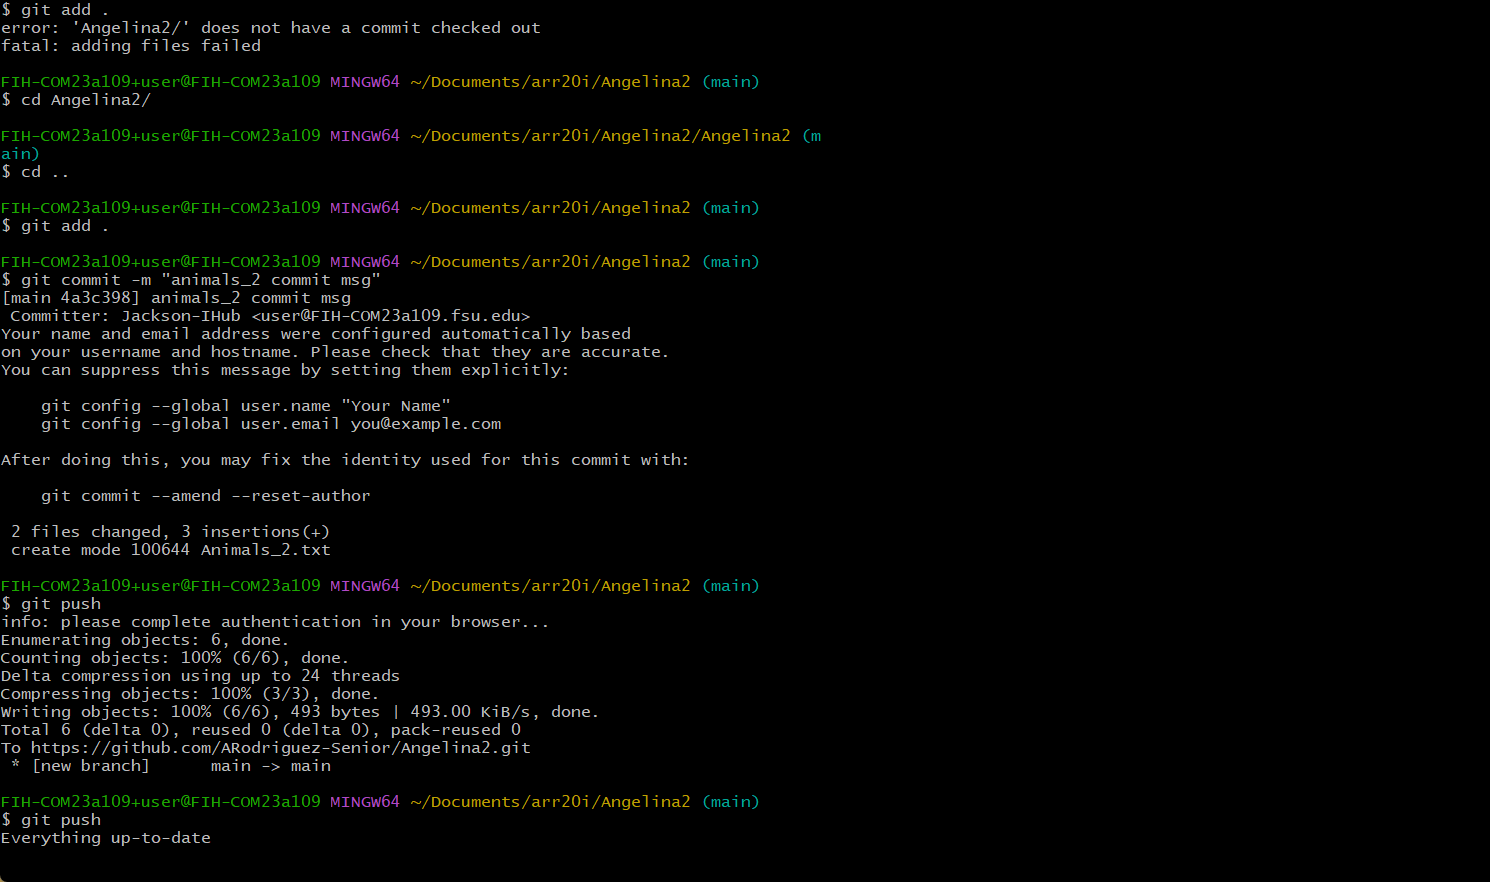 $ git add .
error: 'Angelina2/' does not have a commit checked out
fatal: adding files failed
FIH-COM23a109+user@FIH-COM23a109 MINGW64 ~/Documents/arr20i/Angelina2 (main)
$ cd Angelina2/
FIH-COM23a109+user@FIH-COM23a109 MINGW64 ~/Documents/arr20i/Angelina2/Angelina2 (m
ain)
$ cd ..
FIH-COM23a109+user@FIH-COM23a109 MINGW64 ~/Documents/arr20i/Angelina2 (main)
$ git add .
FIH-COM23a109+user@FIH-COM23a109 MINGW64 ~/Documents/arr20i/Angelina2 (main)
$ git commit -m "animals_2 commit msg"
[main 4a3c398] animals_2 commit msg
 Committer: Jackson-IHub <user@FIH-COM23a109.fsu.edu>
Your name and email address were configured automatically based
on your username and hostname. Please check that they are accurate.
You can suppress this message by setting them explicitly:
    git config --global user.name "Your Name"
    git config --global user.email you@example.com
After doing this, you may fix the identity used for this commit with:
    git commit --amend --reset-author
 2 files changed, 3 insertions(+)
 create mode 100644 Animals_2.txt
FIH-COM23a109+user@FIH-COM23a109 MINGW64 ~/Documents/arr20i/Angelina2 (main)
$ git push
info: please complete authentication in your browser...
Enumerating objects: 6, done.
Counting objects: 100% (6/6), done.
Delta compression using up to 24 threads
Compressing objects: 100% (3/3), done.
Writing objects: 100% (6/6), 493 bytes | 493.00 KiB/s, done.
Total 6 (delta 0), reused 0 (delta 0), pack-reused 0
To https://github.com/ARodriguez-Senior/Angelina2.git
 * [new branch]      main -> main
FIH-COM23a109+user@FIH-COM23a109 MINGW64 ~/Documents/arr20i/Angelina2 (main)
$ git push
Everything up-to-date